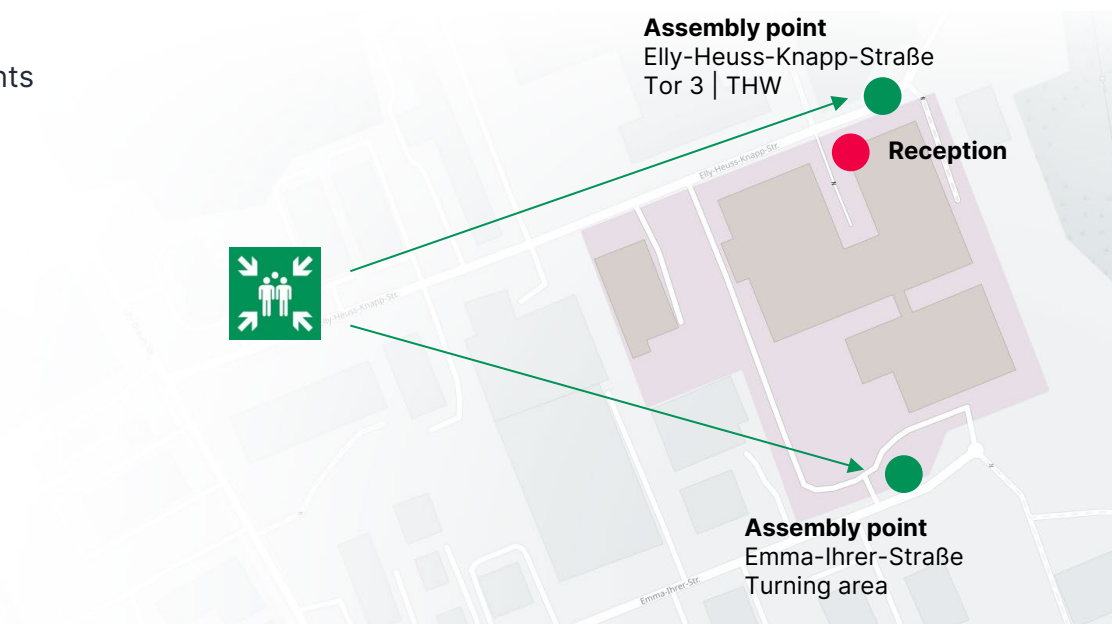 nts
Assembly point
Elly-Heuss-Knapp-Straße
Tor 3 | THW
Reception
Elly-Heuss-Knapp-Str.
Elly-Heuss-Knapp-Str.
Assembly point
Emma-Ihrer-Straße
Turning area
Emma-Ihrer-Str.